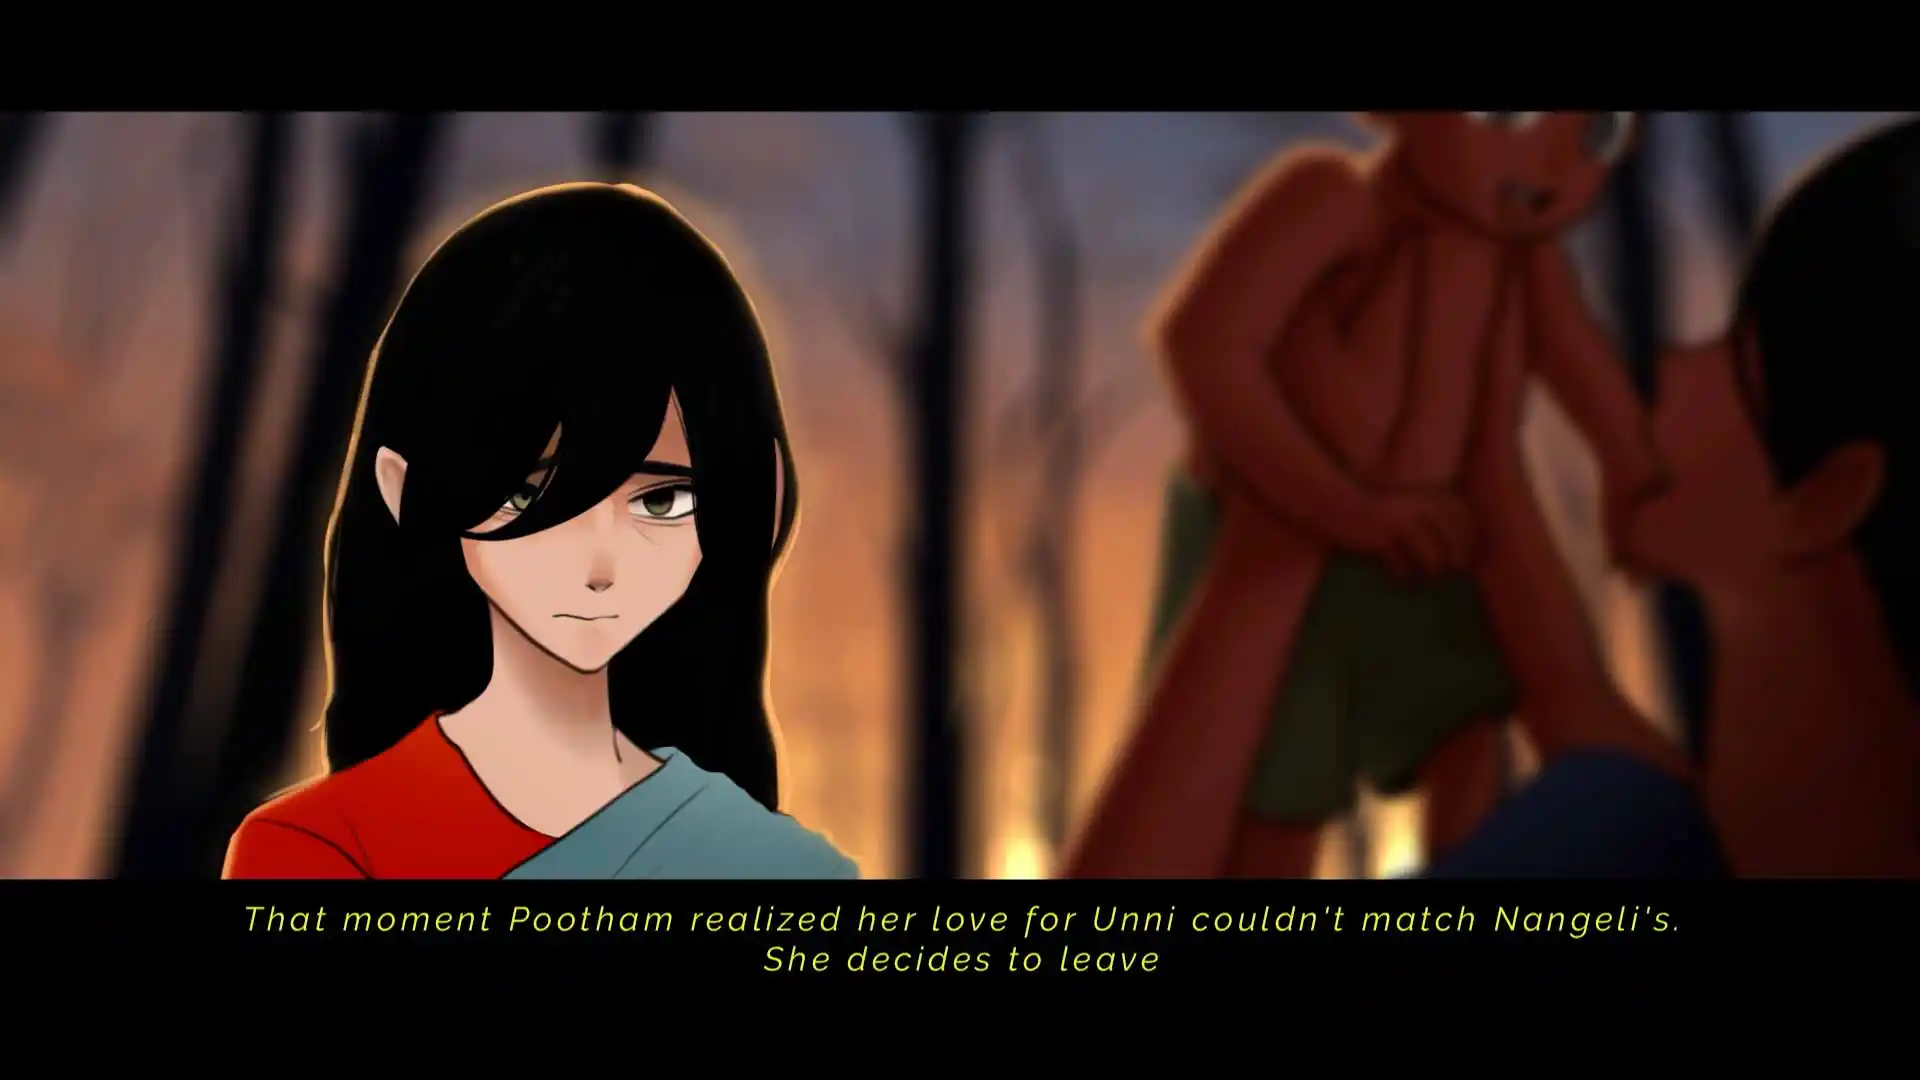 That moment Pootham realized her love for Unni couldn't match Nangeli's.
She decides to leave